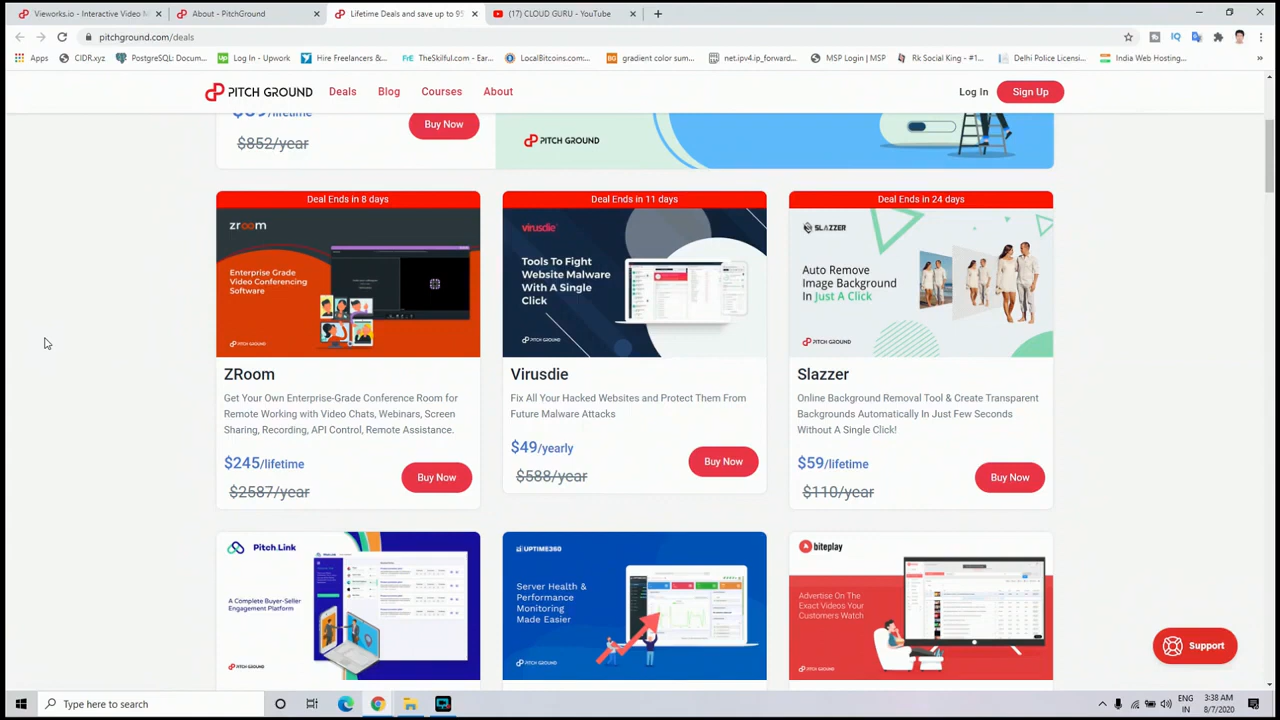 Vieworks.io - Interactive Video M
About - PitchGround
Lifetime Deals and save up to 95
(17) CLOUD GURU - YouTube
pitchground.com/deals
Apps
CIDR.xyz
PostgreSQL: Docum...
Log In - Upwork
Hire Freelancers &...
TheSkilful.com - Ear...
LocalBitcoins.com:...
gradient color sum...
net.ipv4.ip_forward...
MSP Login | MSP
Rk Social King - #1...
Delhi Police Licensi...
India Web Hosting...
PITCH GROUND
Deals
Blog
Courses
About
Log In
Sign Up
$89/lifetime
$852/year
Buy Now
PITCH GROUND
Deal Ends in 8 days
zroom
Enterprise Grade
Video Conferencing
Software
PITCH GROUND
ZRoom
Get Your Own Enterprise-Grade Conference Room for
Remote Working with Video Chats, Webinars, Screen
Sharing, Recording, API Control, Remote Assistance.
$245/lifetime
$2587/year
Buy Now
Deal Ends in 11 days
virusdie
Tools To Fight
Website Malware
With A Single
Click
PITCH GROUND
Virusdie
Fix All Your Hacked Websites and Protect Them From
Future Malware Attacks
$49/yearly
$588/year
Buy Now
Deal Ends in 24 days
SLAZZER
Auto Remove
Image Background
In Just A Click
PITCH GROUND
Slazzer
Online Background Removal Tool & Create Transparent
Backgrounds Automatically In Just Few Seconds
Without A Single Click!
$59/lifetime
$110/year
Buy Now
Pitch.Link
A Complete Buyer-Seller
Engagement Platform
PITCH GROUND
UPTIME360
Server Health &
Performance
Monitoring
Made Easier
PITCH GROUND
biteplay
Advertise On The
Exact Videos Your
Customers Watch
PITCH GROUND
Support
Type here to search
ENG
IN
3:38 AM
8/7/2020